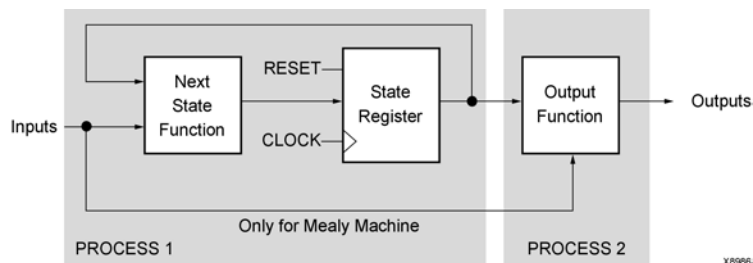 RESET
Next
State
Function
State
Register
Output
Function
Outputs
Inputs
CLOCK
Only for Mealy Machine
PROCESS 1
PROCESS 2
X8986